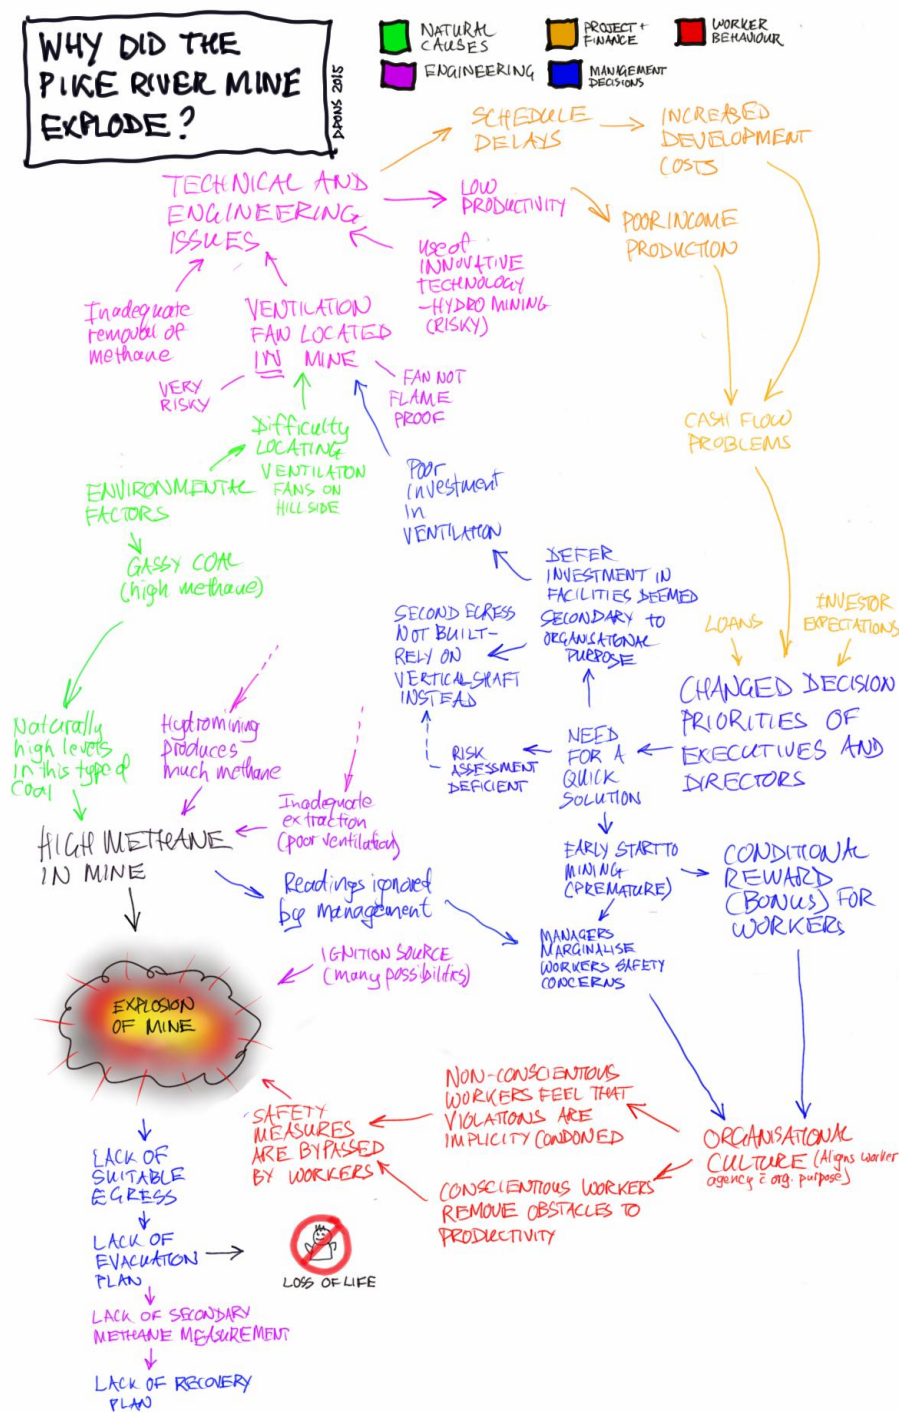 WHY DID THE
PIKE RIVER MINE
EXPLODE?
D.PONS 2015
NATURAL
CAUSES
PROJECT +
FINANCE
WORKER
BEHAVIOUR
ENGINEERING
MANAGEMENT
DECISIONS
SCHEDULE
DELAYS
INCREASED
DEVELOPMENT
COSTS
TECHNICAL AND
ENGINEERING
ISSUES
LOW
PRODUCTIVITY
POOR INCOME
PRODUCTION
use of
INNOVATIVE
TECHNOLOGY
-HYDRO MINING
(RISKY)
Inadequate
removal of
methane
VENTILATION
FAN LOCATED
IN MINE
VERY
RISKY
FAN NOT
FLAME
PROOF
CASH FLOW
PROBLEMS
Difficulty
LOCATING
VENTILATON
FANS ON
HILLSIDE
ENVIRONMENTAL
FACTORS
Poor
investment
in
VENTILATION
GASSY COAL
(high methane)
DEFER
INVESTMENT IN
FACILITIES DEEMED
SECONDARY TO
ORGANISATIONAL
PURPOSE
SECOND EGRESS
NOT BUILT-
RELY ON
VERTICAL SHAFT
INSTEAD
LOANS
INVESTOR
EXPECTATIONS
CHANGED DECISION
PRIORITIES OF
EXECUTIVES AND
DIRECTORS
Naturally
high levels
in this type of
coal
Hydromining
produces
much methane
NEED
FOR A
QUICK
SOLUTION
RISK
ASSESSMENT
DEFICIENT
Inadequate
extraction
(poor ventilation)
HIGH METHANE
IN MINE
EARLY START TO
MINING
(PREMATURE)
CONDITIONAL
REWARD
(BONUS) FOR
WORKERS
Readings ignored
by management
MANAGERS
MARGINALISE
WORKERS SAFETY
CONCERNS
IGNITION SOURCE
(many possibilities)
EXPLOSION
OF MINE
NON-CONSCIENTIOUS
WORKERS FEEL THAT
VIOLATIONS ARE
IMPLICITY CONDONED
SAFETY
MEASURES
ARE BYPASSED
BY WORKERS
ORGANISATIONAL
CULTURE (Aligns worker
agency c̄ org. purpose)
CONSCIENTIOUS WORKERS
REMOVE OBSTACLES TO
PRODUCTIVITY
LACK OF
SUITABLE
EGRESS
LACK OF
EVACUATION
PLAN
LOSS OF LIFE
LACK OF SECONDARY
METHANE MEASUREMENT
LACK OF RECOVERY
PLAN